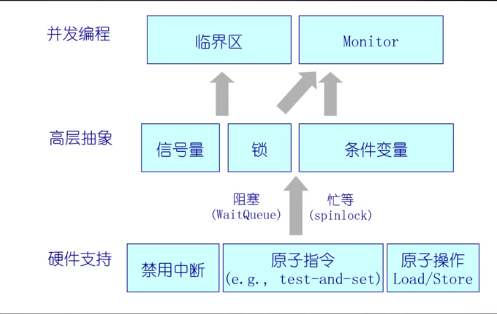 并发编程
临界区
Monitor
高层抽象
信号量
锁
条件变量
阻塞
(WaitQueue)
忙等
(spinlock)
硬件支持
禁用中断
原子指令
(e.g., test-and-set)
原子操作
Load/Store